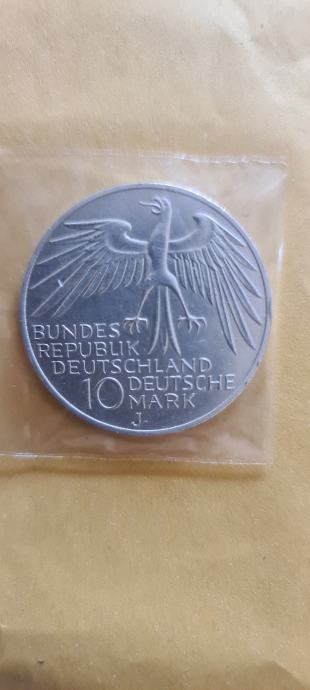 BUNDES
REPUBLIK
DEUTSCHLAND
10 DEUTSCHE
MARK
J